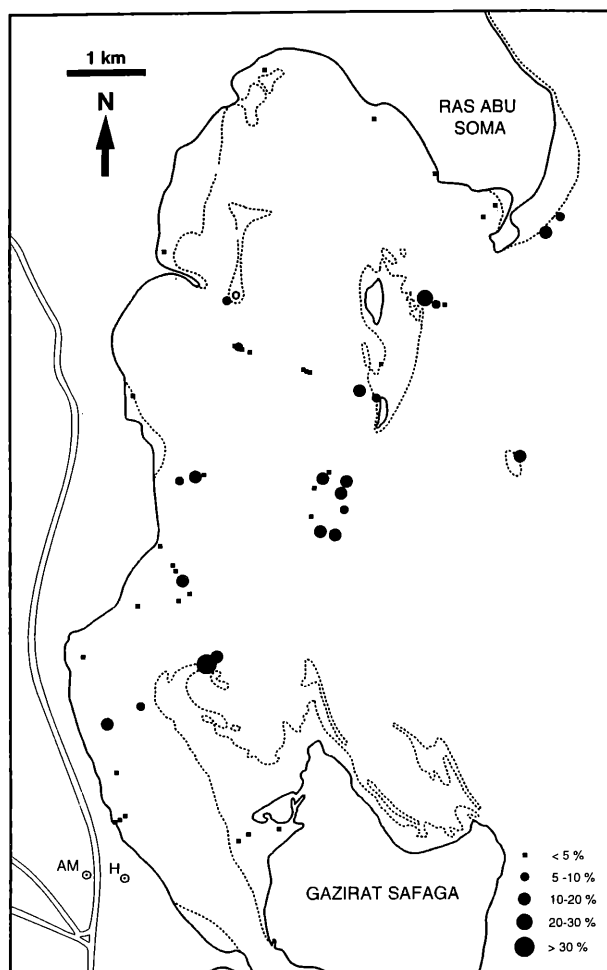 1 km
N
RAS ABU
SOMA
AM
H
GAZIRAT SAFAGA
< 5 %
5 -10 %
10-20 %
20-30 %
> 30 %